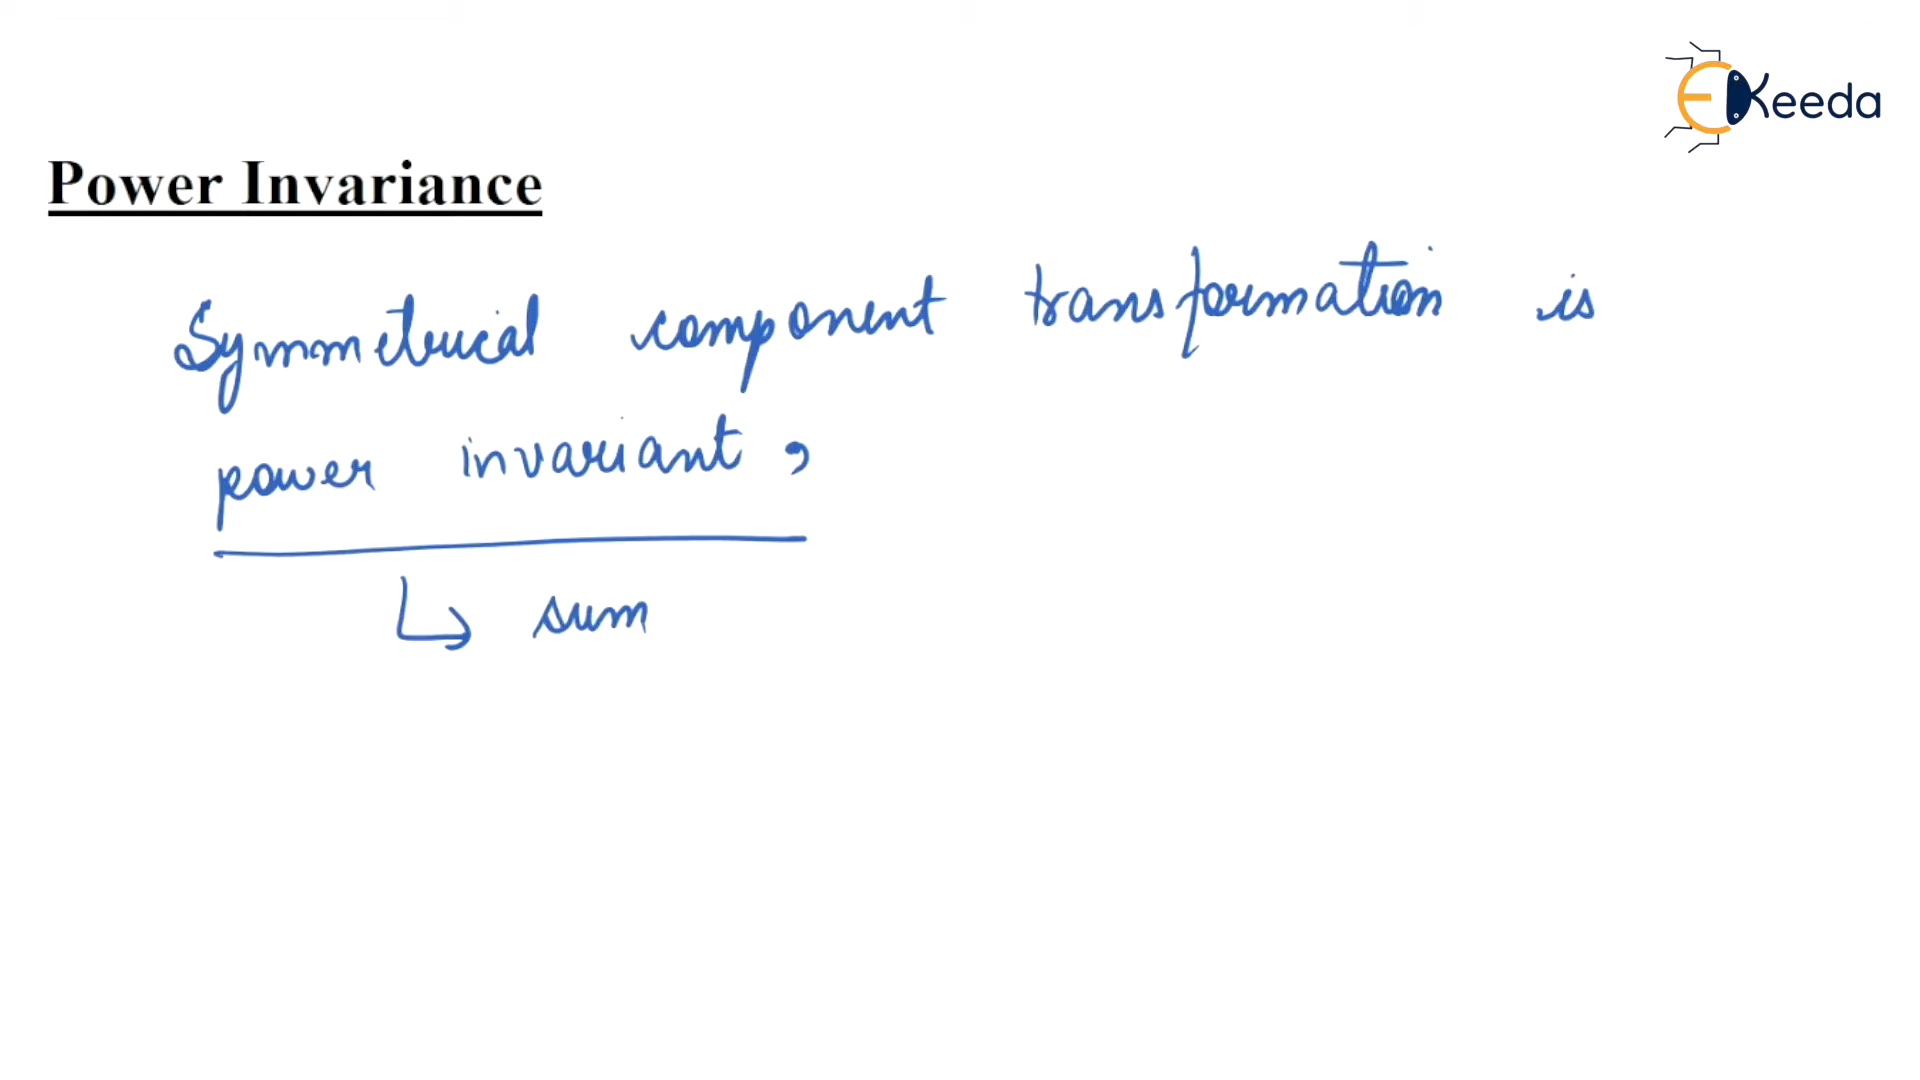 EKeeda
Power Invariance
Symmetrical component transformation is
power invariant,
↳ sum